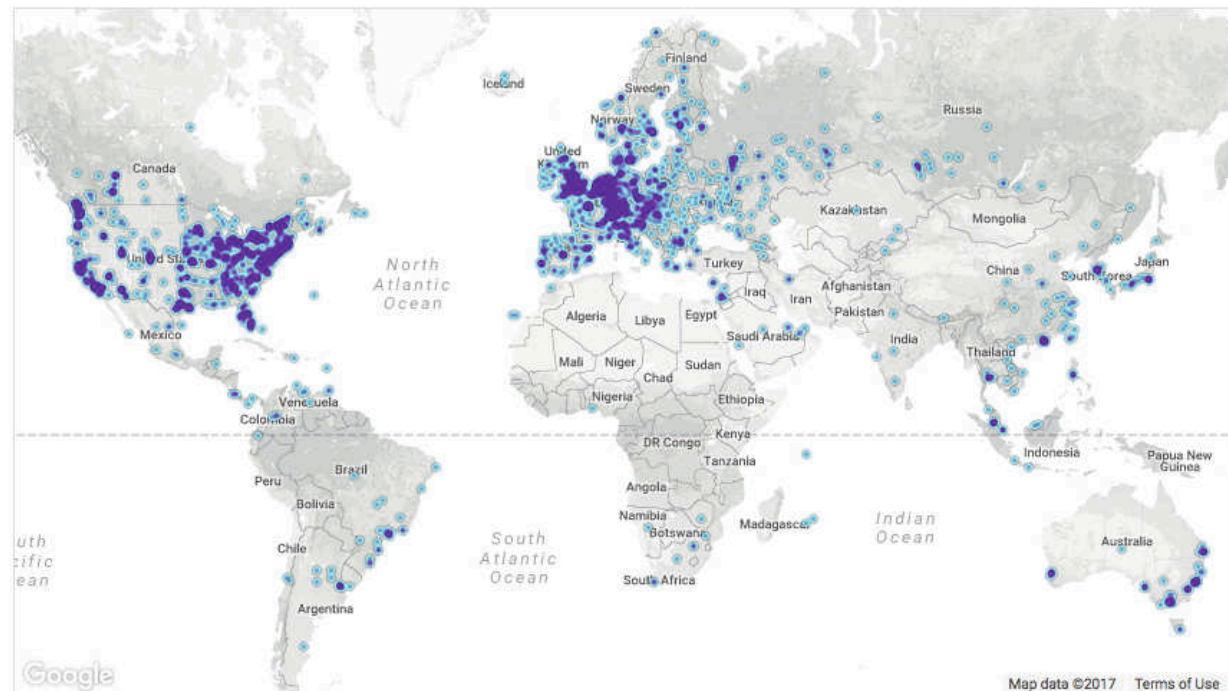 Finland
Iceland
Sweden
Russia
Norway
United
Kingdom
Canada
Kazakhstan
Mongolia
United States
North
Atlantic
Ocean
Turkey
China
South Korea
Japan
Iraq
Iran
Afghanistan
Pakistan
Algeria
Libya
Egypt
Saudi Arabia
India
Mexico
Mali
Niger
Chad
Sudan
Thailand
Nigeria
Ethiopia
Venezuela
Colombia
DR Congo
Kenya
Tanzania
Indonesia
Papua New
Guinea
Brazil
Peru
Bolivia
Angola
Namibia
Botswana
Madagascar
Indian
Ocean
Australia
uth
cific
ean
Chile
South
Atlantic
Ocean
South Africa
Argentina
Google
Map data ©2017 Terms of Use